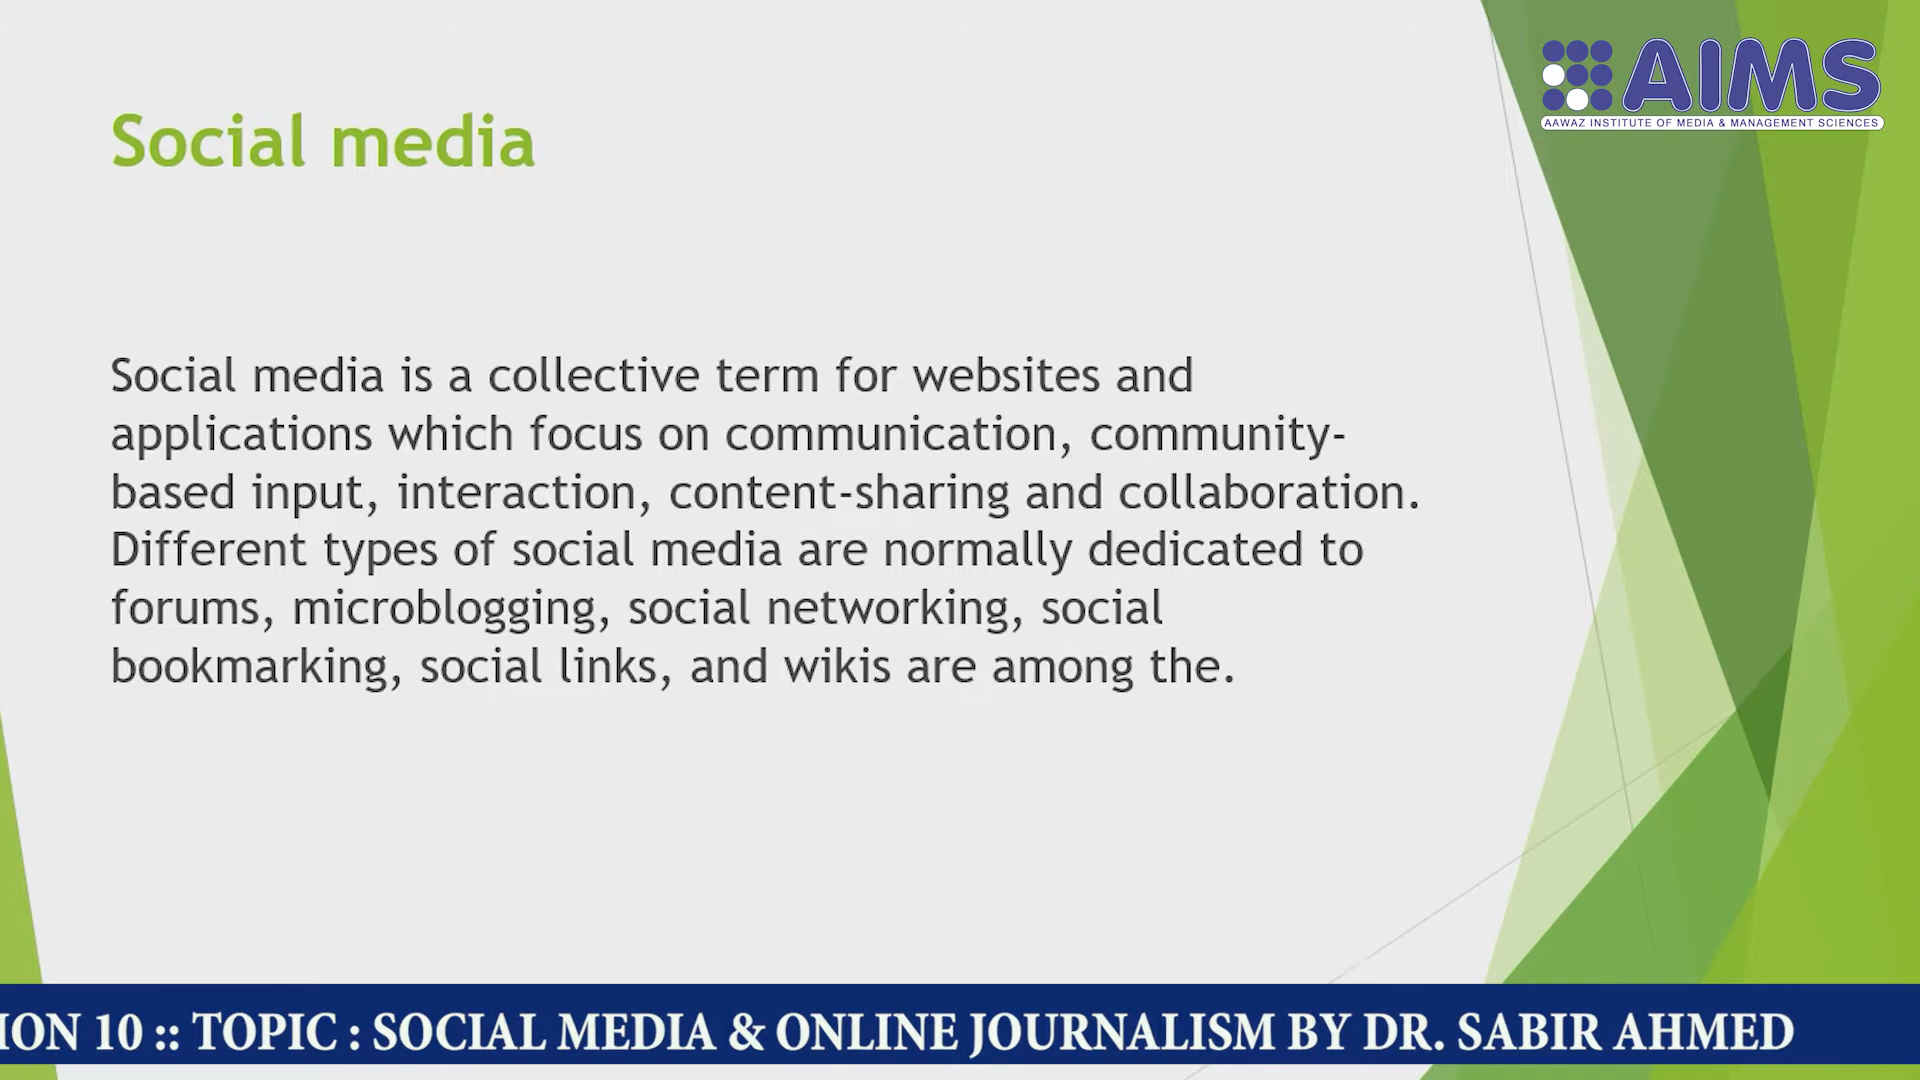 AIMS
AAWAZ INSTITUTE OF MEDIA & MANAGEMENT SCIENCES
Social media
Social media is a collective term for websites and
applications which focus on communication, community-
based input, interaction, content-sharing and collaboration.
Different types of social media are normally dedicated to
forums, microblogging, social networking, social
bookmarking, social links, and wikis are among the.
ION 10 :: TOPIC : SOCIAL MEDIA & ONLINE JOURNALISM BY DR. SABIR AHMED